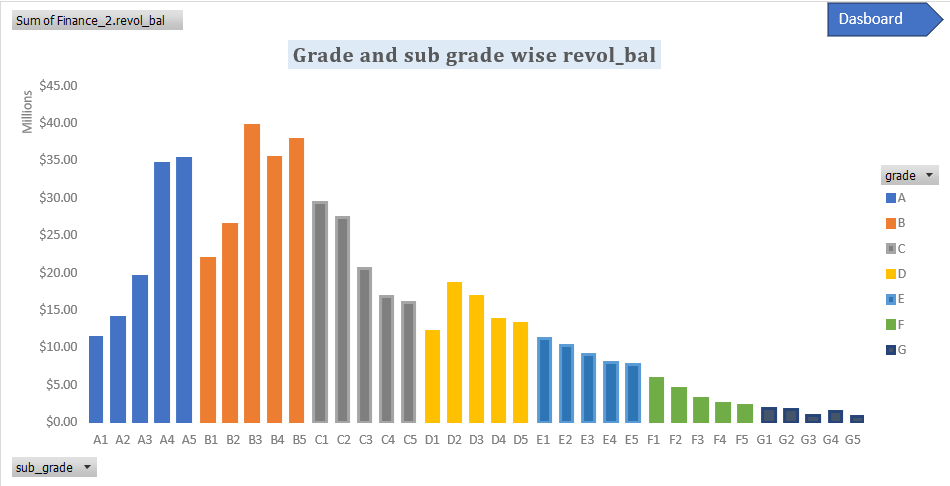 Sum of Finance_2.revol_bal
Dasboard
Grade and sub grade wise revol_bal
Millions
$45.00
$40.00
$35.00
$30.00
$25.00
$20.00
$15.00
$10.00
$5.00
$0.00
A1 A2 A3 A4 A5 B1 B2 B3 B4 B5 C1 C2 C3 C4 C5 D1 D2 D3 D4 D5 E1 E2 E3 E4 E5 F1 F2 F3 F4 F5 G1 G2 G3 G4 G5
grade
A
B
C
D
E
F
G
sub_grade